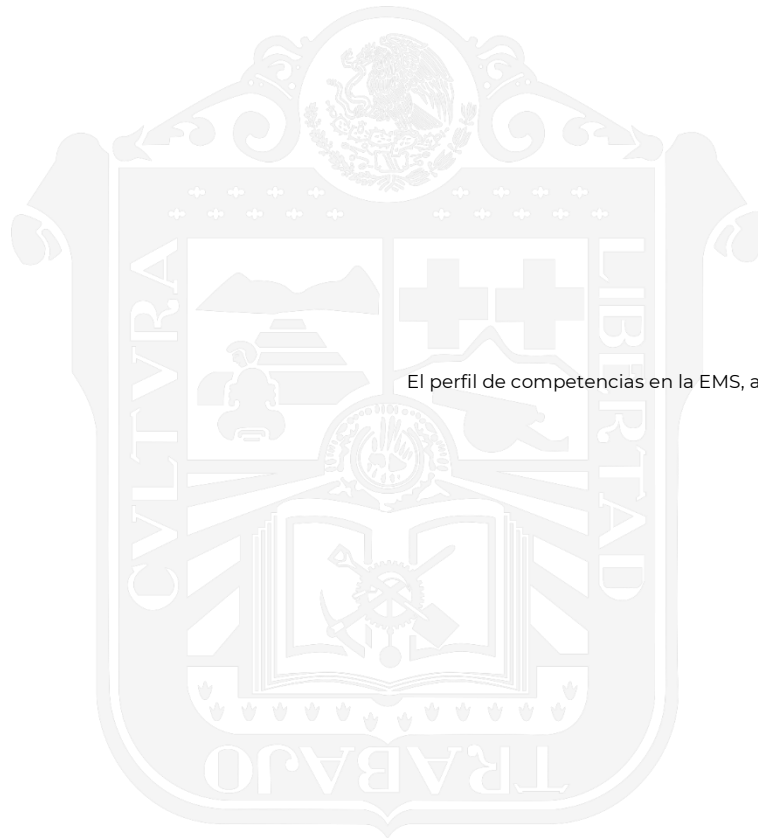 El perfil de competencias en la EMS, a
CVLTVRA
LIBERTAD
TRABAJO